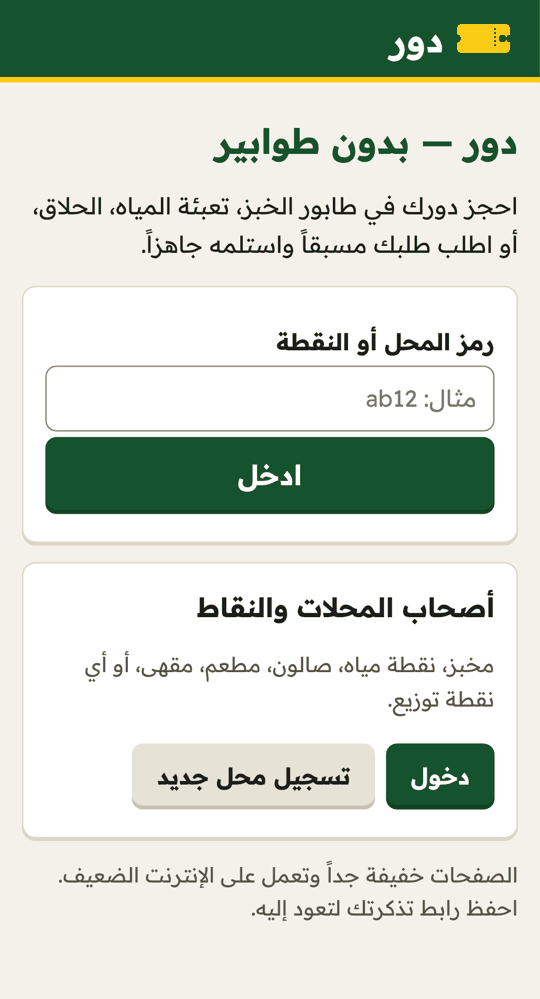 دور
دور — بدون طوابير
احجز دورك في طابور الخبز، تعبئة المياه، الحلاق،
أو اطلب طلبك مسبقاً واستلمه جاهزاً.
رمز المحل أو النقطة
مثال: ab12
ادخل
أصحاب المحلات والنقاط
مخبز، نقطة مياه، صالون، مطعم، مقهى، أو أي
نقطة توزيع.
دخول
تسجيل محل جديد
الصفحات خفيفة جداً وتعمل على الإنترنت الضعيف.
احفظ رابط تذكرتك لتعود إليه.